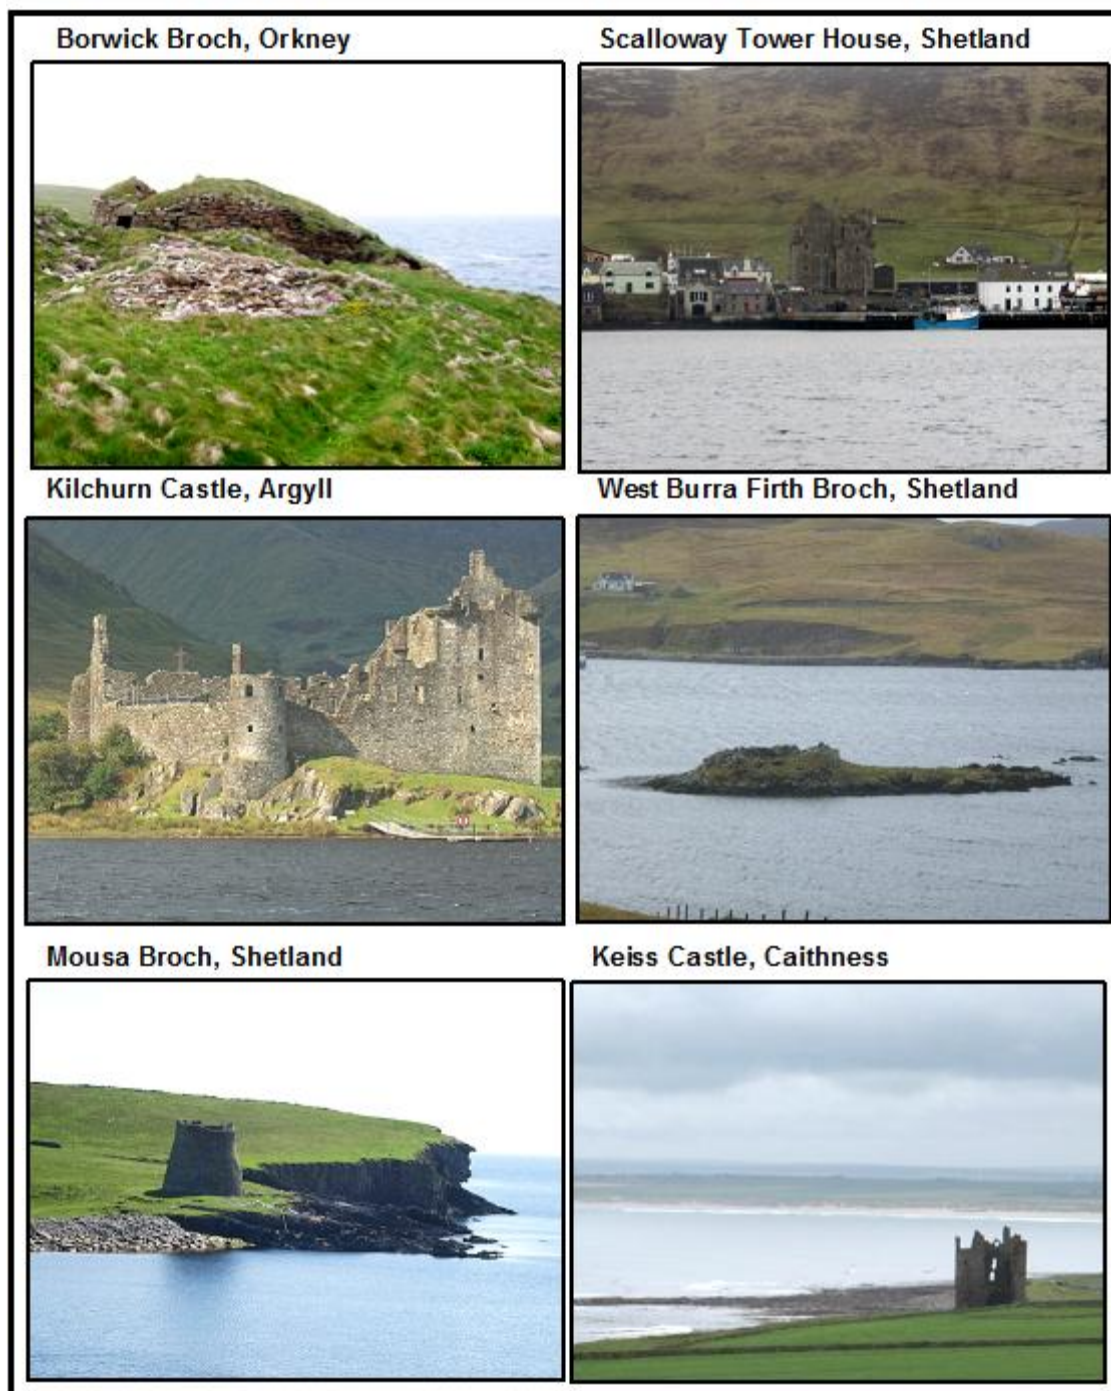 Borwick Broch, Orkney
Scalloway Tower House, Shetland
Kilchurn Castle, Argyll
West Burra Firth Broch, Shetland
Mousa Broch, Shetland
Keiss Castle, Caithness